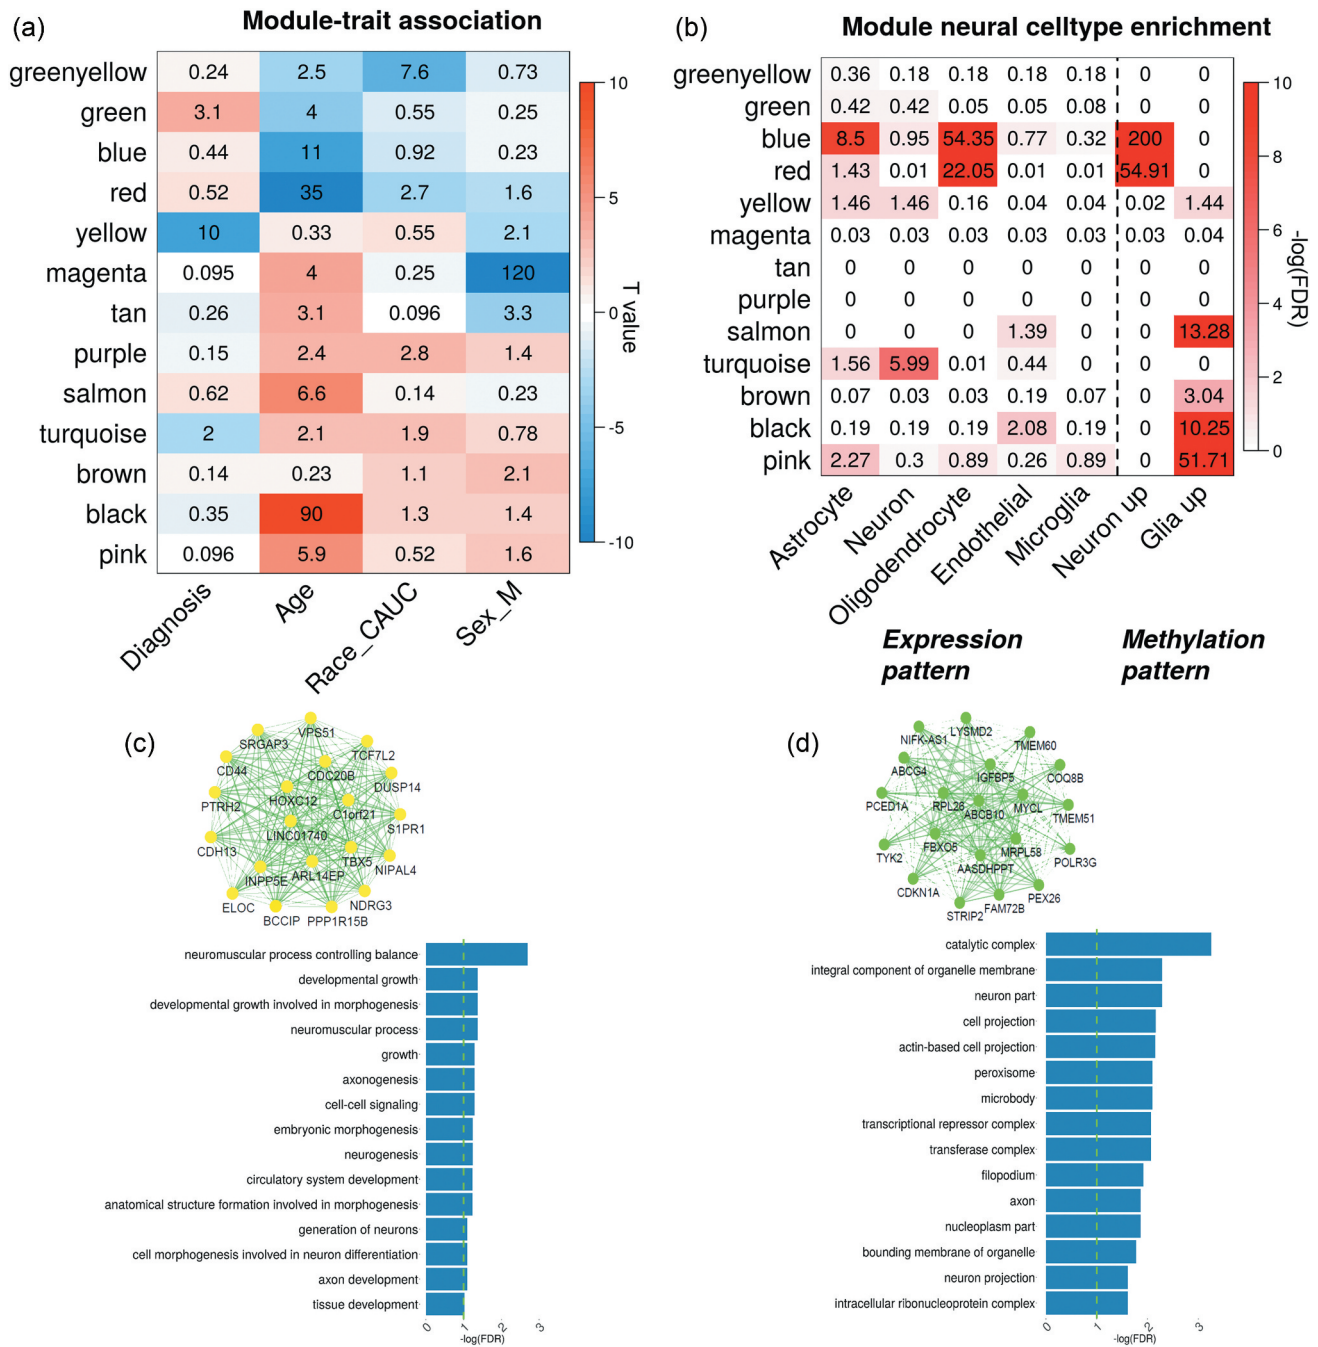 (a)
Module-trait association
greenyellow 0.24 2.5 7.6 0.73
green 3.1 4 0.55 0.25
blue 0.44 11 0.92 0.23
red 0.52 35 2.7 1.6
yellow 10 0.33 0.55 2.1
magenta 0.095 4 0.25 120
tan 0.26 3.1 0.096 3.3
purple 0.15 2.4 2.8 1.4
salmon 0.62 6.6 0.14 0.23
turquoise 2 2.1 1.9 0.78
brown 0.14 0.23 1.1 2.1
black 0.35 90 1.3 1.4
pink 0.096 5.9 0.52 1.6
Diagnosis Age Race_CAUC Sex_M
10
5
0
-5
-10
T value
(b)
Module neural celltype enrichment
greenyellow 0.36 0.18 0.18 0.18 0.18 0 0
green 0.42 0.42 0.05 0.05 0.08 0 0
blue 8.5 0.95 54.35 0.77 0.32 200 0
red 1.43 0.01 22.05 0.01 0.01 54.91 0
yellow 1.46 1.46 0.16 0.04 0.04 0.02 1.44
magenta 0.03 0.03 0.03 0.03 0.03 0.03 0.04
tan 0 0 0 0 0 0 0
purple 0 0 0 0 0 0 0
salmon 0 0 0 1.39 0 0 13.28
turquoise 1.56 5.99 0.01 0.44 0 0 0
brown 0.07 0.03 0.03 0.19 0.07 0 3.04
black 0.19 0.19 0.19 2.08 0.19 0 10.25
pink 2.27 0.3 0.89 0.26 0.89 0 51.71
Astrocyte Neuron Oligodendrocyte Endothelial Microglia Neuron up Glia up
10
8
6
4
2
0
-log(FDR)
Expression
pattern
Methylation
pattern
(c)
VPS51
SRGAP3
TCF7L2
CD44
CDC20B
DUSP14
PTRH2
HOXC12
C1orf21
S1PR1
LINC01740
CDH13
TBX5
NIPAL4
INPP5E
ARL14EP
ELOC
NDRG3
BCCIP
PPP1R15B
neuromuscular process controlling balance
developmental growth
developmental growth involved in morphogenesis
neuromuscular process
growth
axonogenesis
cell-cell signaling
embryonic morphogenesis
neurogenesis
circulatory system development
anatomical structure formation involved in morphogenesis
generation of neurons
cell morphogenesis involved in neuron differentiation
axon development
tissue development
0 1 2 3
-log(FDR)
(d)
LYSMD2
NIFK-AS1
TMEM60
ABCG4
IGFBP5
COQ8B
PCED1A
RPL26
MYCL
ABCB10
TMEM51
FBXO5
TYK2
MRPL58
POLR3G
AASDHPPT
CDKN1A
PEX26
STRIP2
FAM72B
catalytic complex
integral component of organelle membrane
neuron part
cell projection
actin-based cell projection
peroxisome
microbody
transcriptional repressor complex
transferase complex
filopodium
axon
nucleoplasm part
bounding membrane of organelle
neuron projection
intracellular ribonucleoprotein complex
0 1 2 3
-log(FDR)